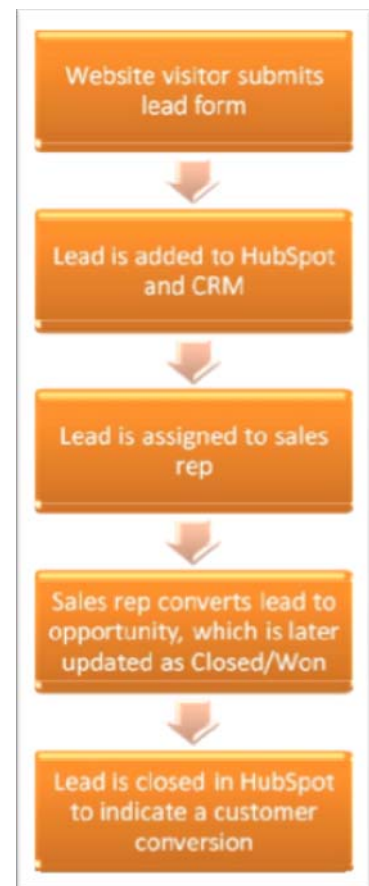 Website visitor submits
lead form
Lead is added to HubSpot
and CRM
Lead is assigned to sales
rep
Sales rep converts lead to
opportunity, which is later
updated as Closed/Won
Lead is closed in HubSpot
to indicate a customer
conversion